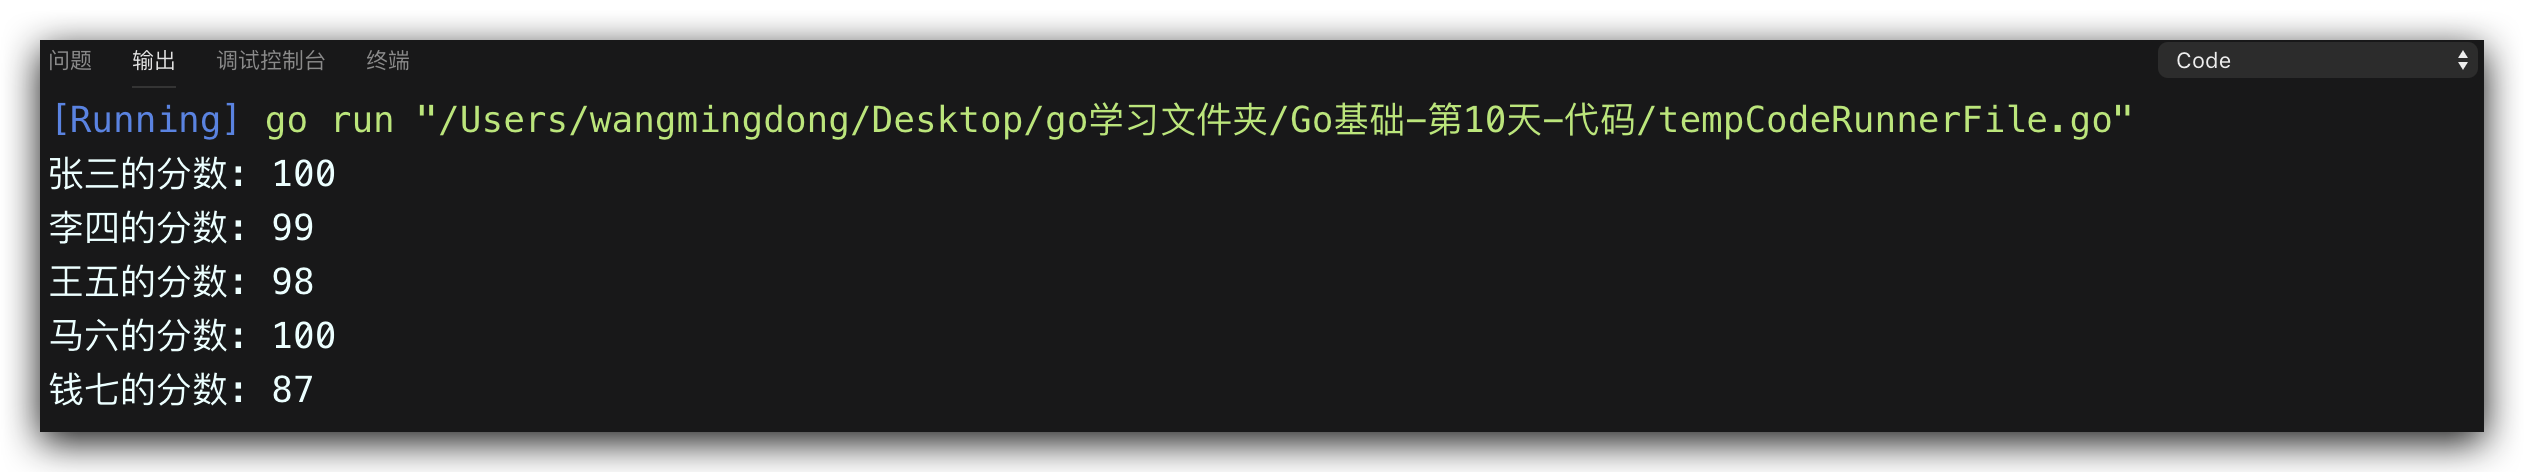 问题 输出 调试控制台 终端 Code
[Running] go run "/Users/wangmingdong/Desktop/go学习文件夹/Go基础-第10天-代码/tempCodeRunnerFile.go"
张三的分数: 100
李四的分数: 99
王五的分数: 98
马六的分数: 100
钱七的分数: 87